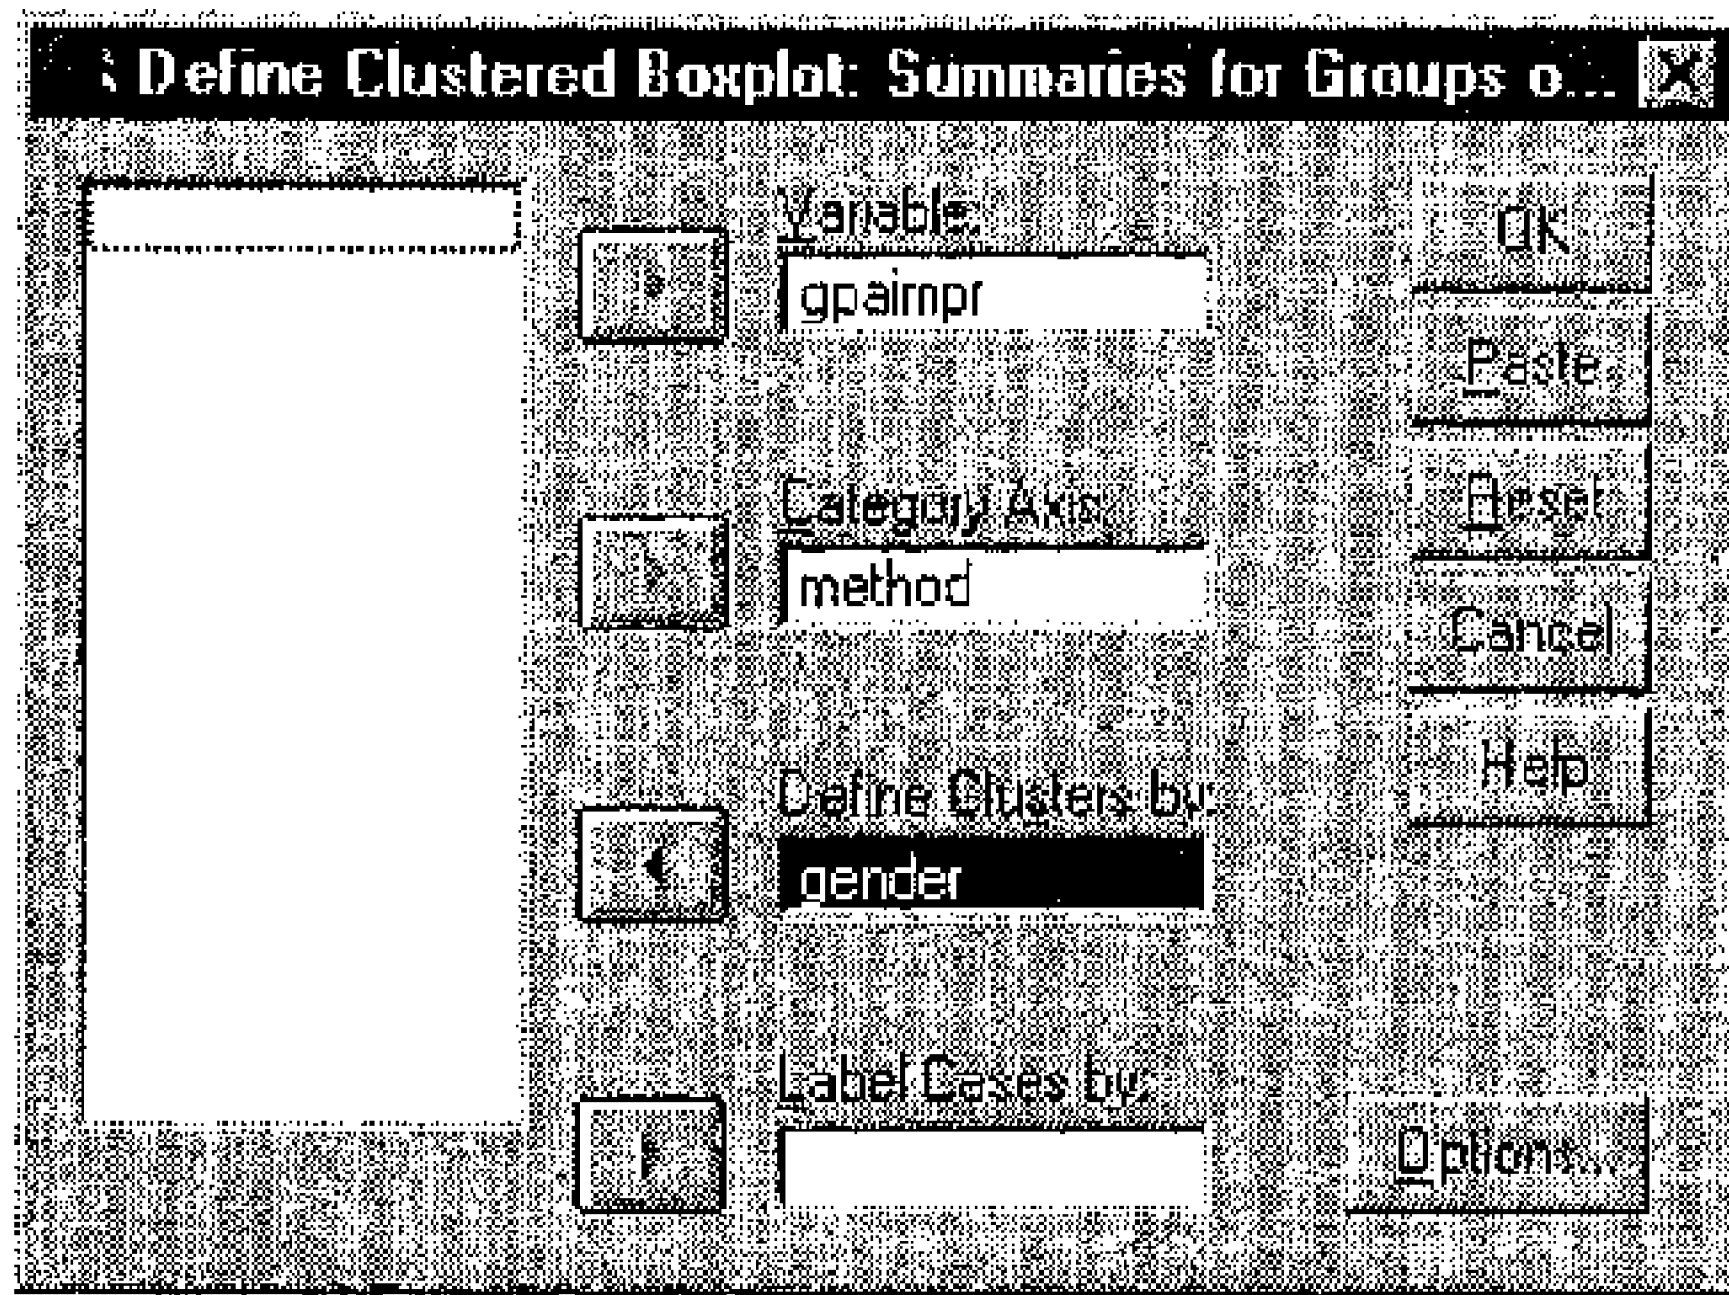 Define Clustered Boxplot: Summaries for Groups o...
Variable:
gpaimpr
OK
Paste
Category Axis:
method
Reset
Cancel
Help
Define Clusters by:
gender
Label Cases by:
Options...